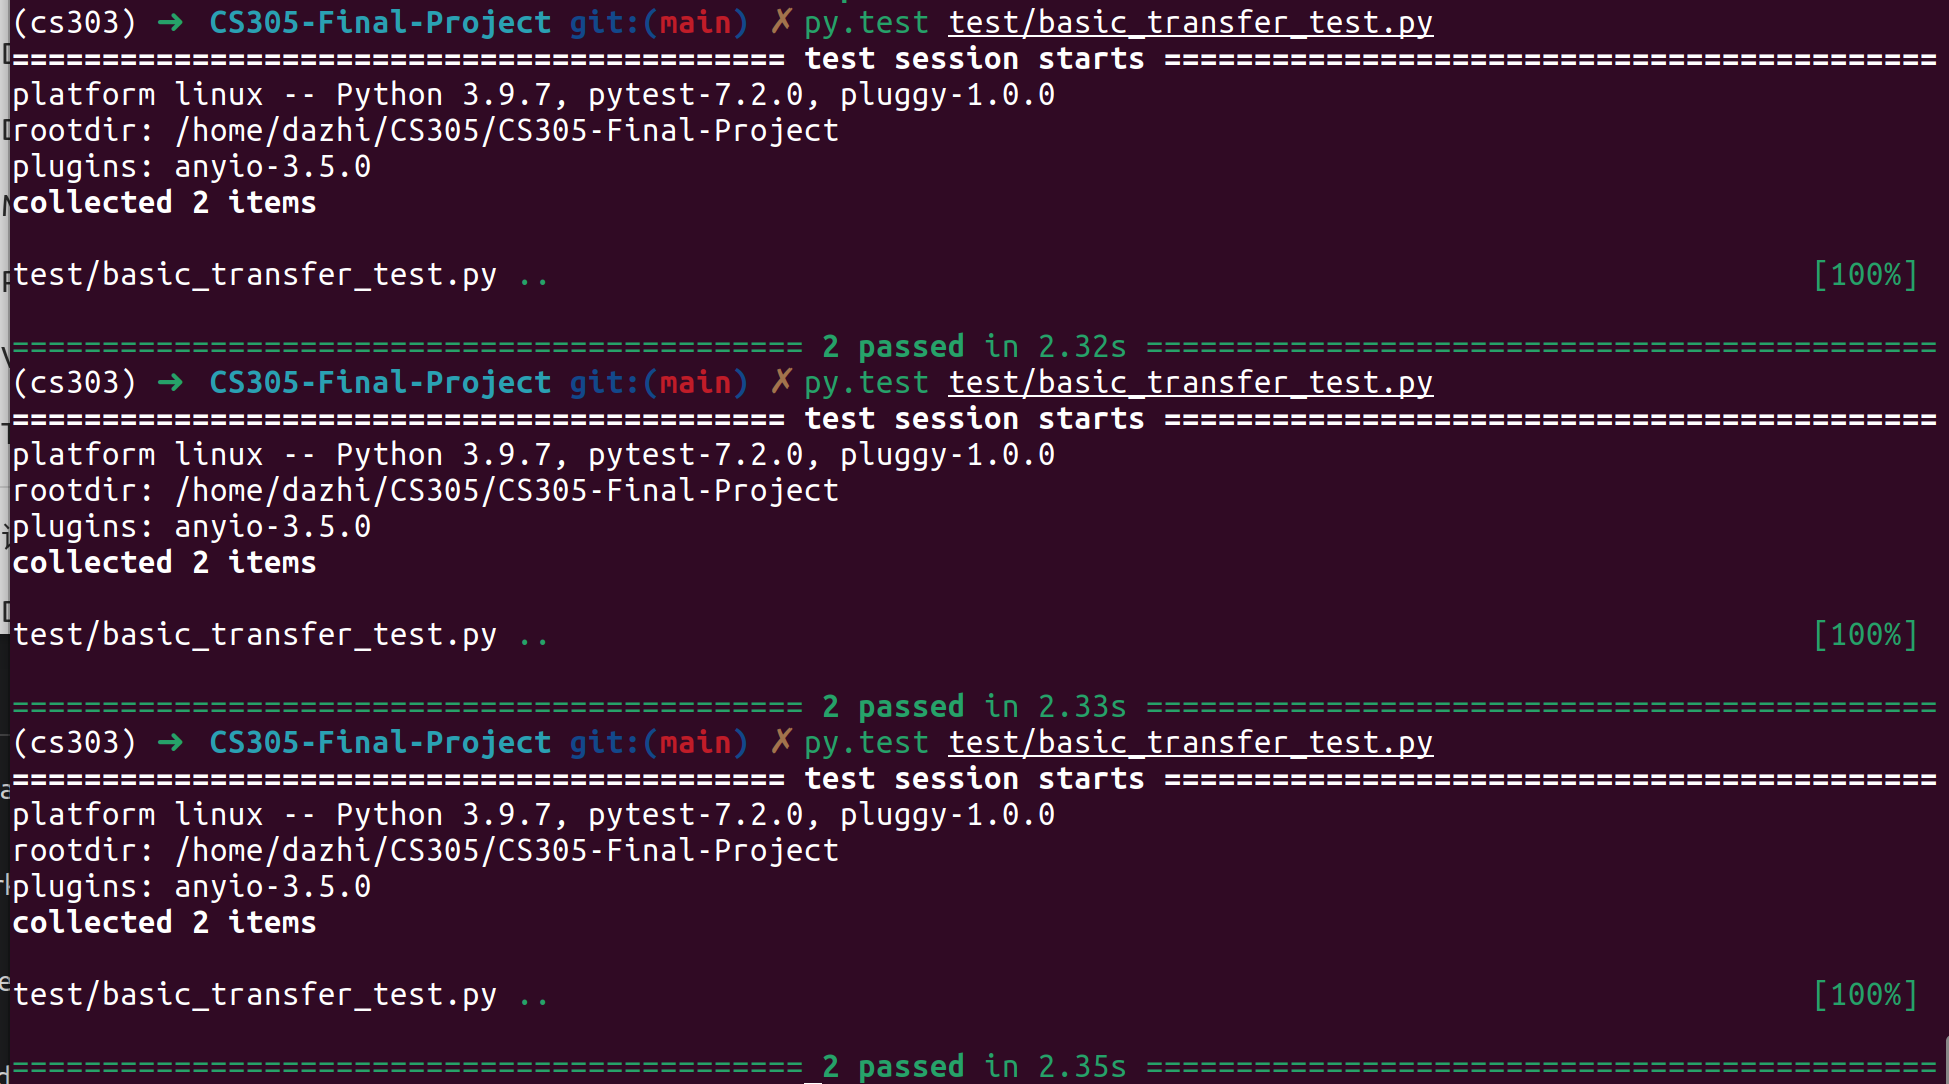 (cs303) ➜ CS305-Final-Project git:(main) ✗ py.test test/basic_transfer_test.py
=========================================== test session starts ===========================================
platform linux -- Python 3.9.7, pytest-7.2.0, pluggy-1.0.0
rootdir: /home/dazhi/CS305/CS305-Final-Project
plugins: anyio-3.5.0
collected 2 items
test/basic_transfer_test.py .. [100%]
============================================ 2 passed in 2.32s ============================================
(cs303) ➜ CS305-Final-Project git:(main) ✗ py.test test/basic_transfer_test.py
=========================================== test session starts ===========================================
platform linux -- Python 3.9.7, pytest-7.2.0, pluggy-1.0.0
rootdir: /home/dazhi/CS305/CS305-Final-Project
plugins: anyio-3.5.0
collected 2 items
test/basic_transfer_test.py .. [100%]
============================================ 2 passed in 2.33s ============================================
(cs303) ➜ CS305-Final-Project git:(main) ✗ py.test test/basic_transfer_test.py
=========================================== test session starts ===========================================
platform linux -- Python 3.9.7, pytest-7.2.0, pluggy-1.0.0
rootdir: /home/dazhi/CS305/CS305-Final-Project
plugins: anyio-3.5.0
collected 2 items
test/basic_transfer_test.py .. [100%]
============================================ 2 passed in 2.35s ============================================